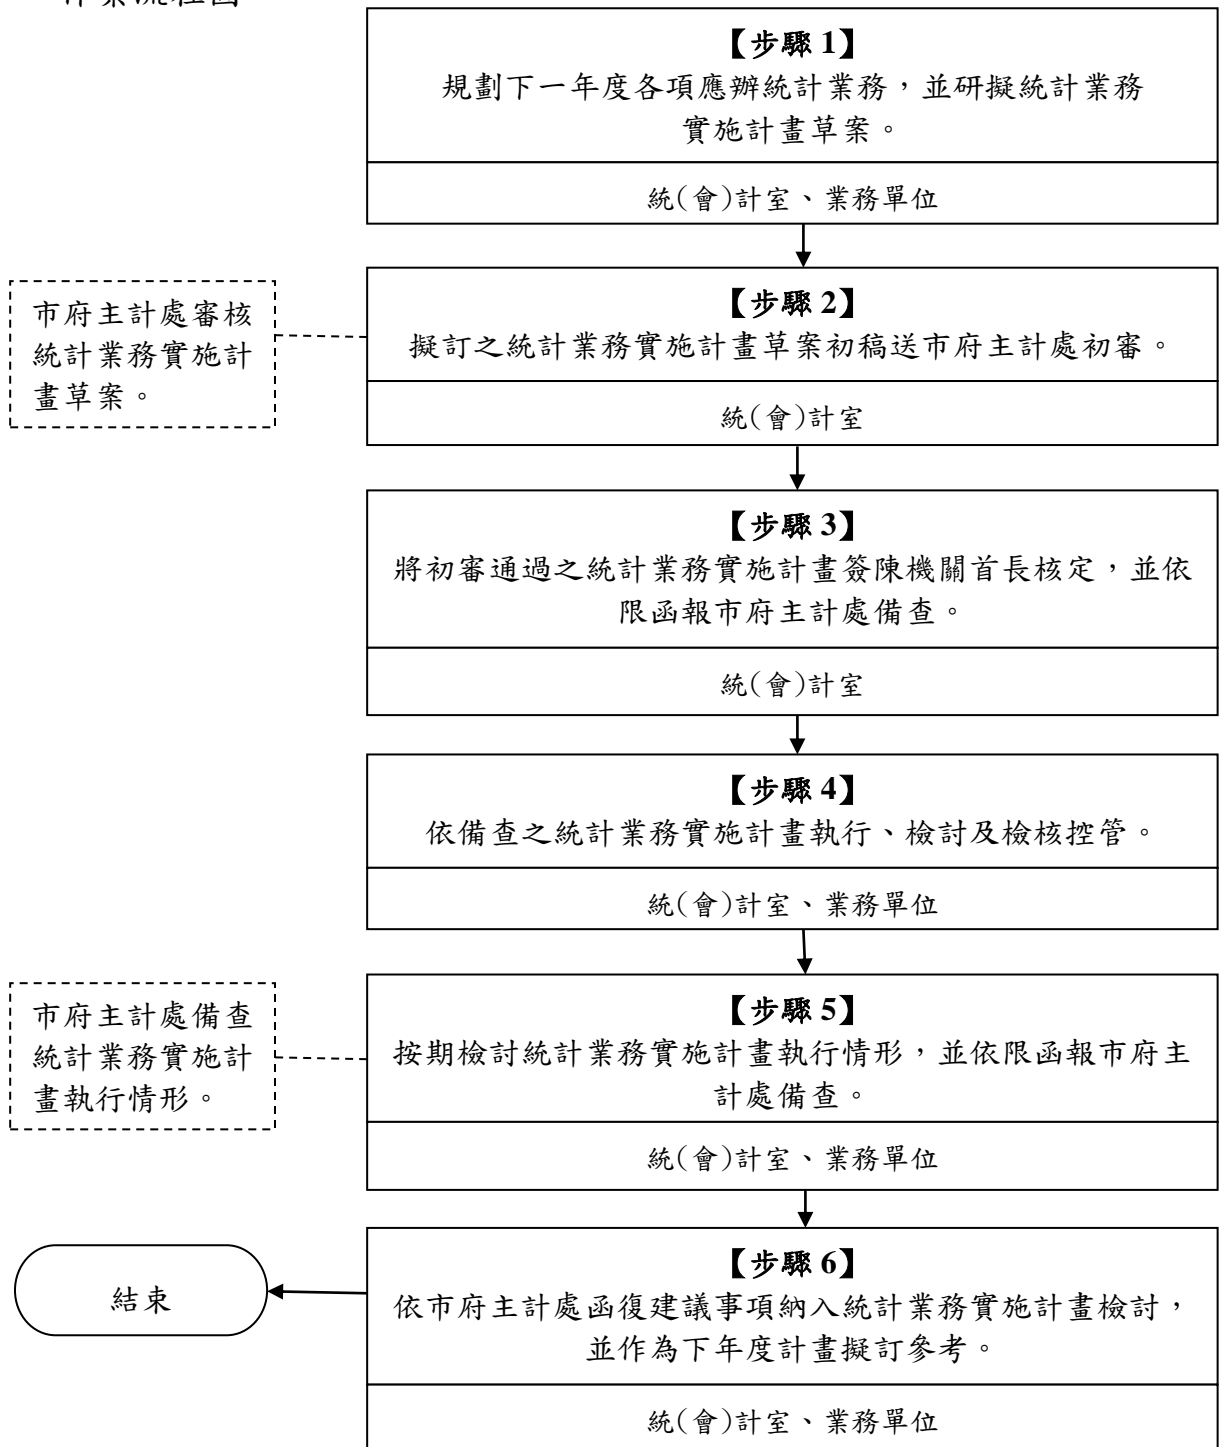 作業流程圖
【步驟 1】
規劃下一年度各項應辦統計業務，並研擬統計業務
實施計畫草案。
統(會)計室、業務單位
市府主計處審核
統計業務實施計
畫草案。
【步驟 2】
擬訂之統計業務實施計畫草案初稿送市府主計處初審。
統(會)計室
【步驟 3】
將初審通過之統計業務實施計畫簽陳機關首長核定，並依
限函報市府主計處備查。
統(會)計室
【步驟 4】
依備查之統計業務實施計畫執行、檢討及檢核控管。
統(會)計室、業務單位
市府主計處備查
統計業務實施計
畫執行情形。
【步驟 5】
按期檢討統計業務實施計畫執行情形，並依限函報市府主
計處備查。
統(會)計室、業務單位
【步驟 6】
依市府主計處函復建議事項納入統計業務實施計畫檢討，
並作為下年度計畫擬訂參考。
統(會)計室、業務單位
結束